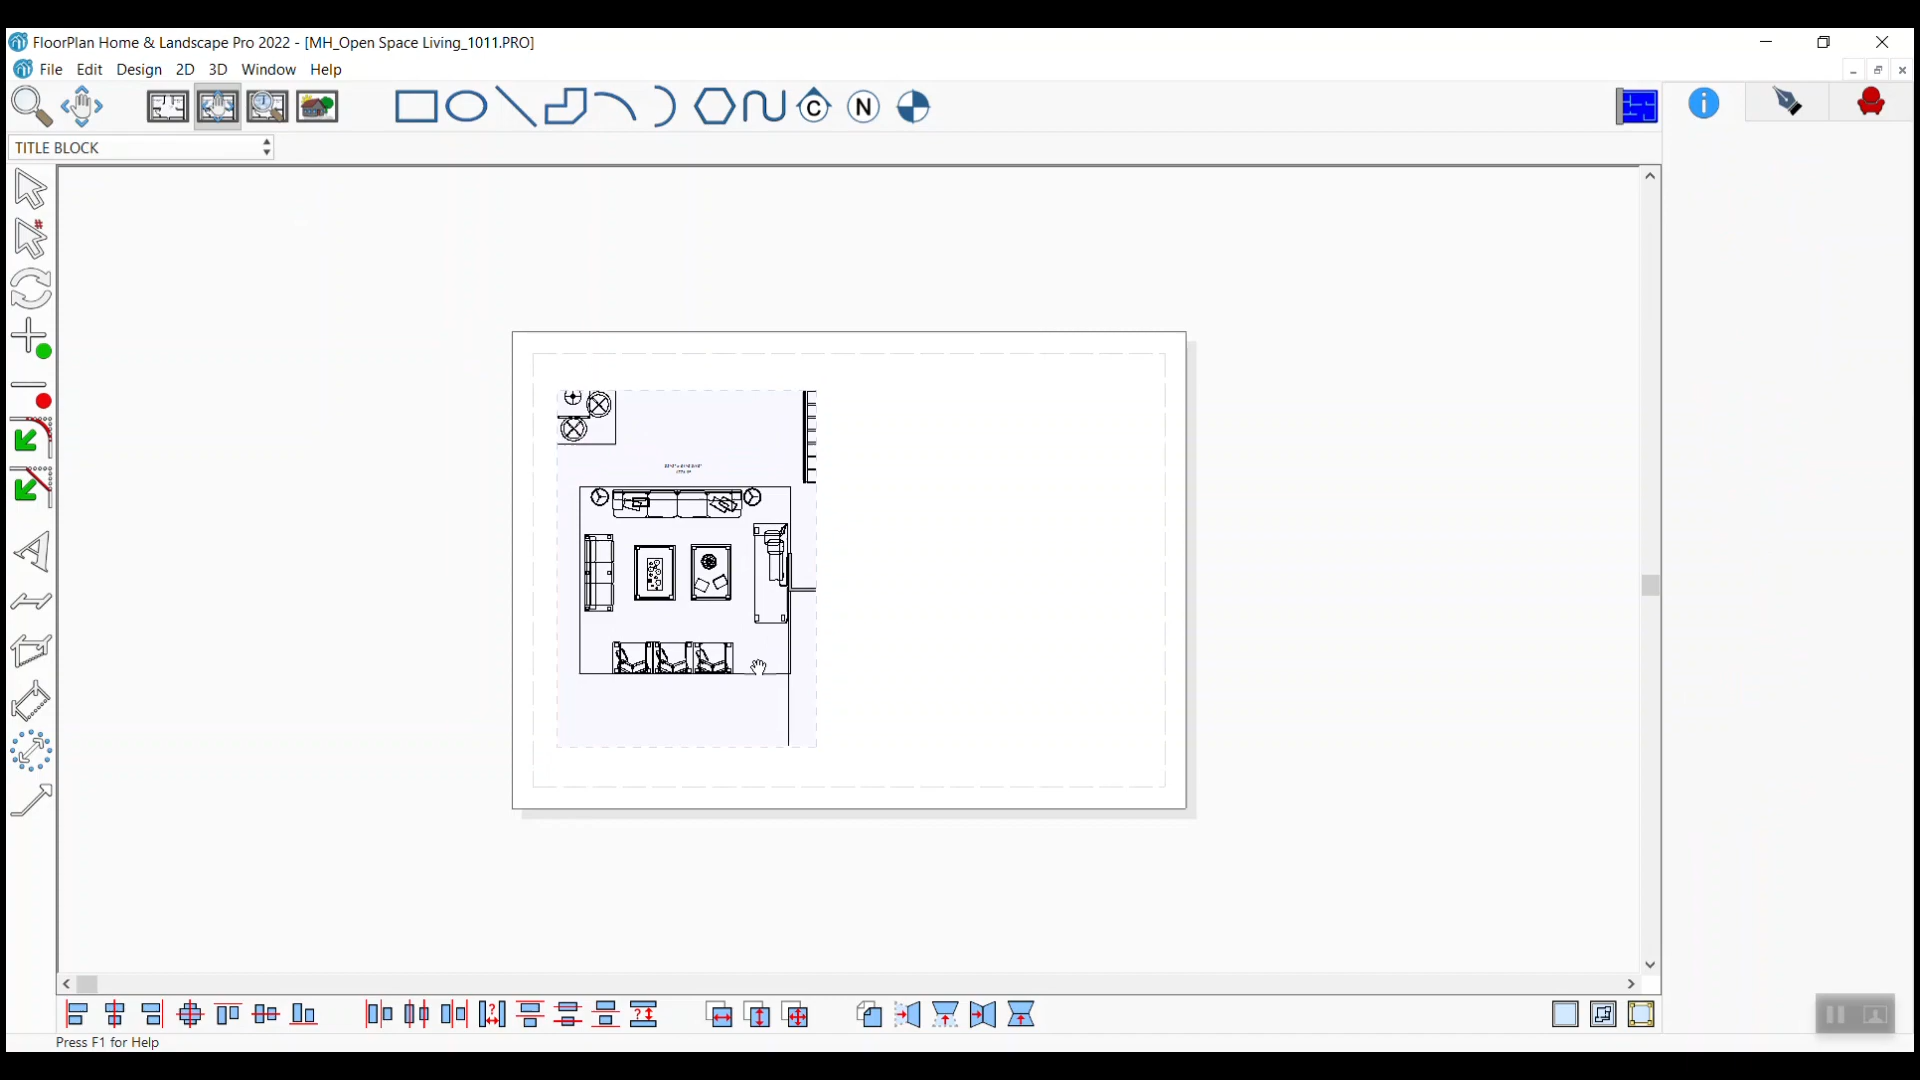 FloorPlan Home & Landscape Pro 2022 - [MH_Open Space Living_1011.PRO]
File Edit Design 2D 3D Window Help
C N
i
TITLE BLOCK
#
A
Press F1 for Help